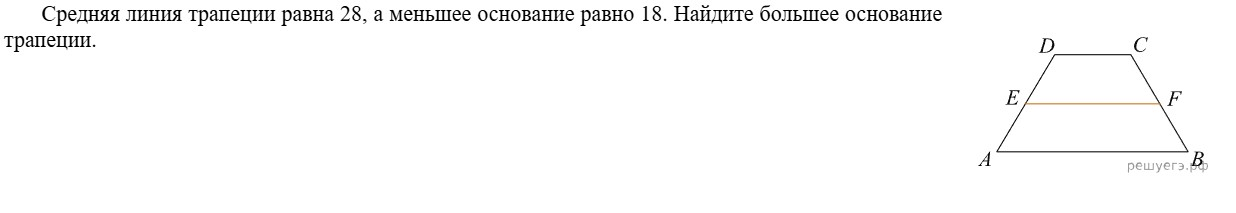 Средняя линия трапеции равна 28, а меньшее основание равно 18. Найдите большее основание
трапеции.
D C
E F
A B
решуегэ.рф